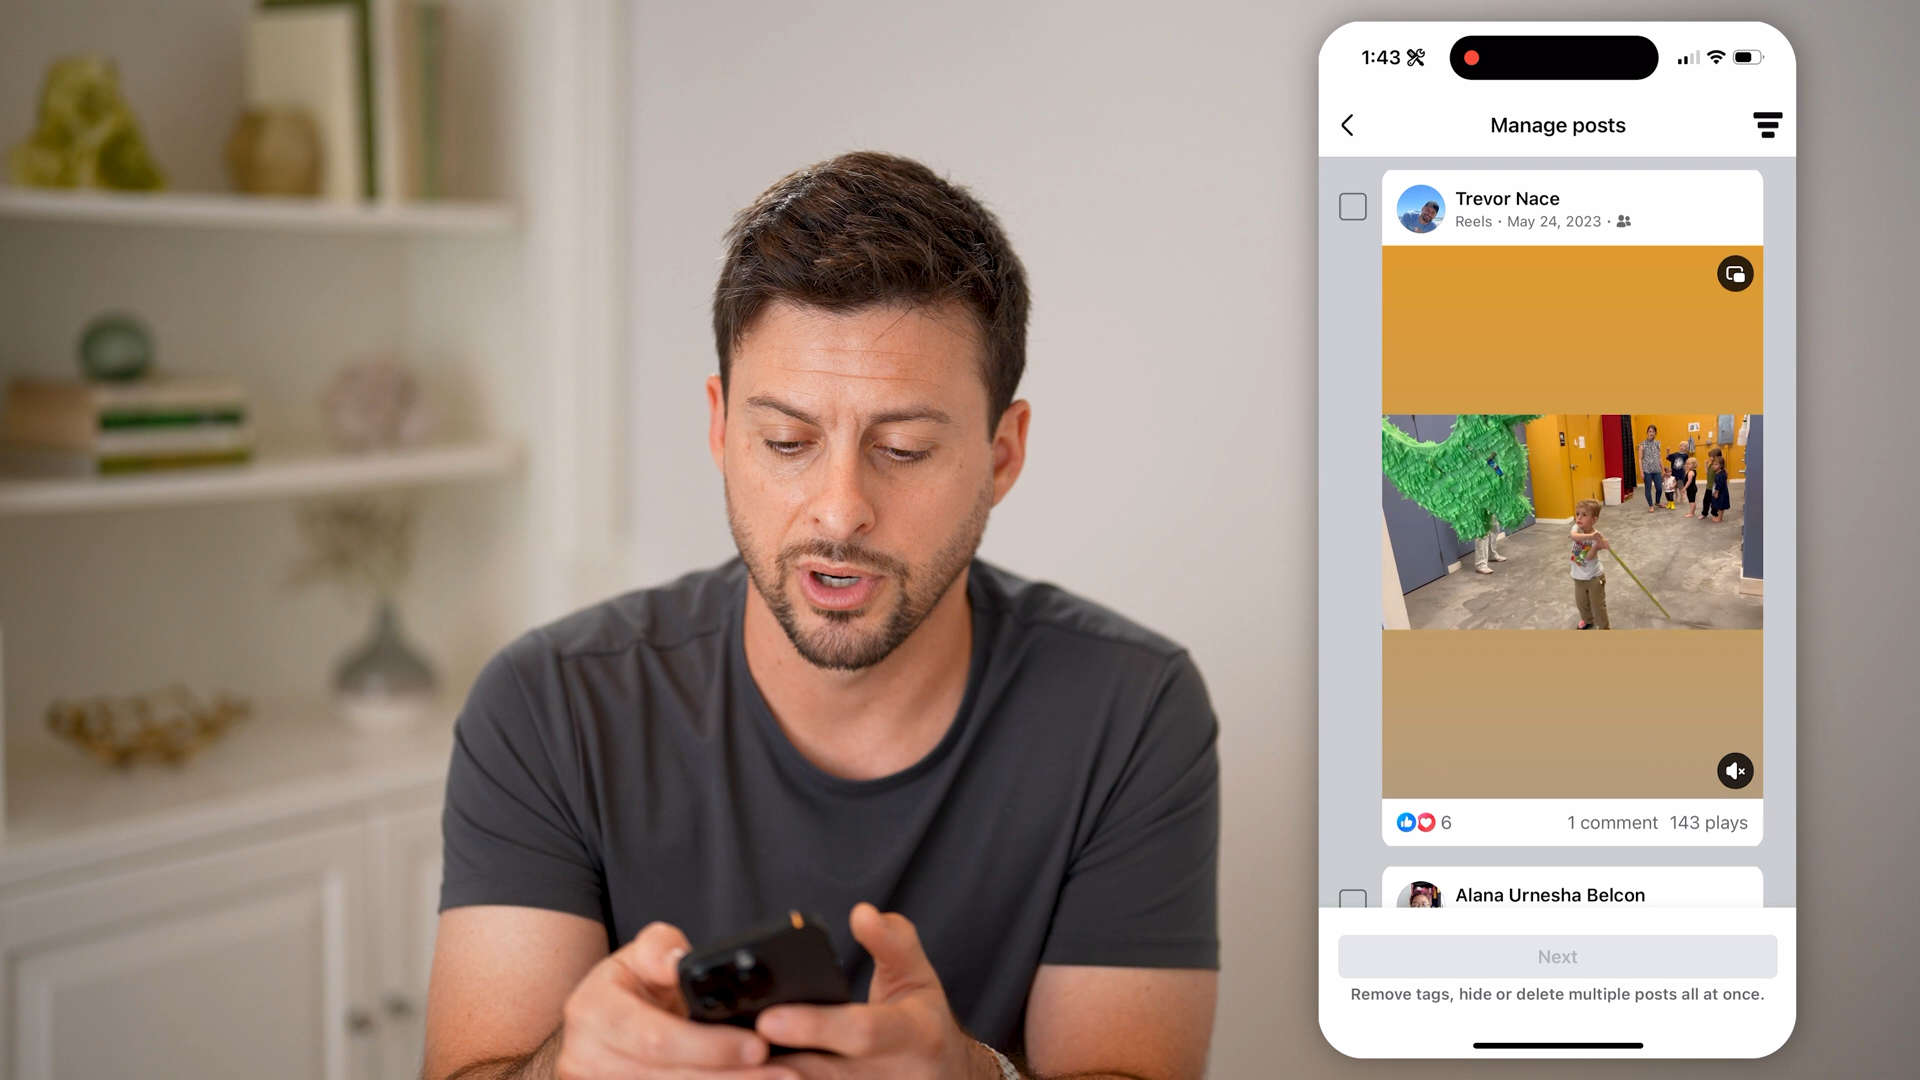 1:43
Manage posts
Trevor Nace
Reels · May 24, 2023 ·
6
1 comment 143 plays
Alana Urnesha Belcon
Next
Remove tags, hide or delete multiple posts all at once.